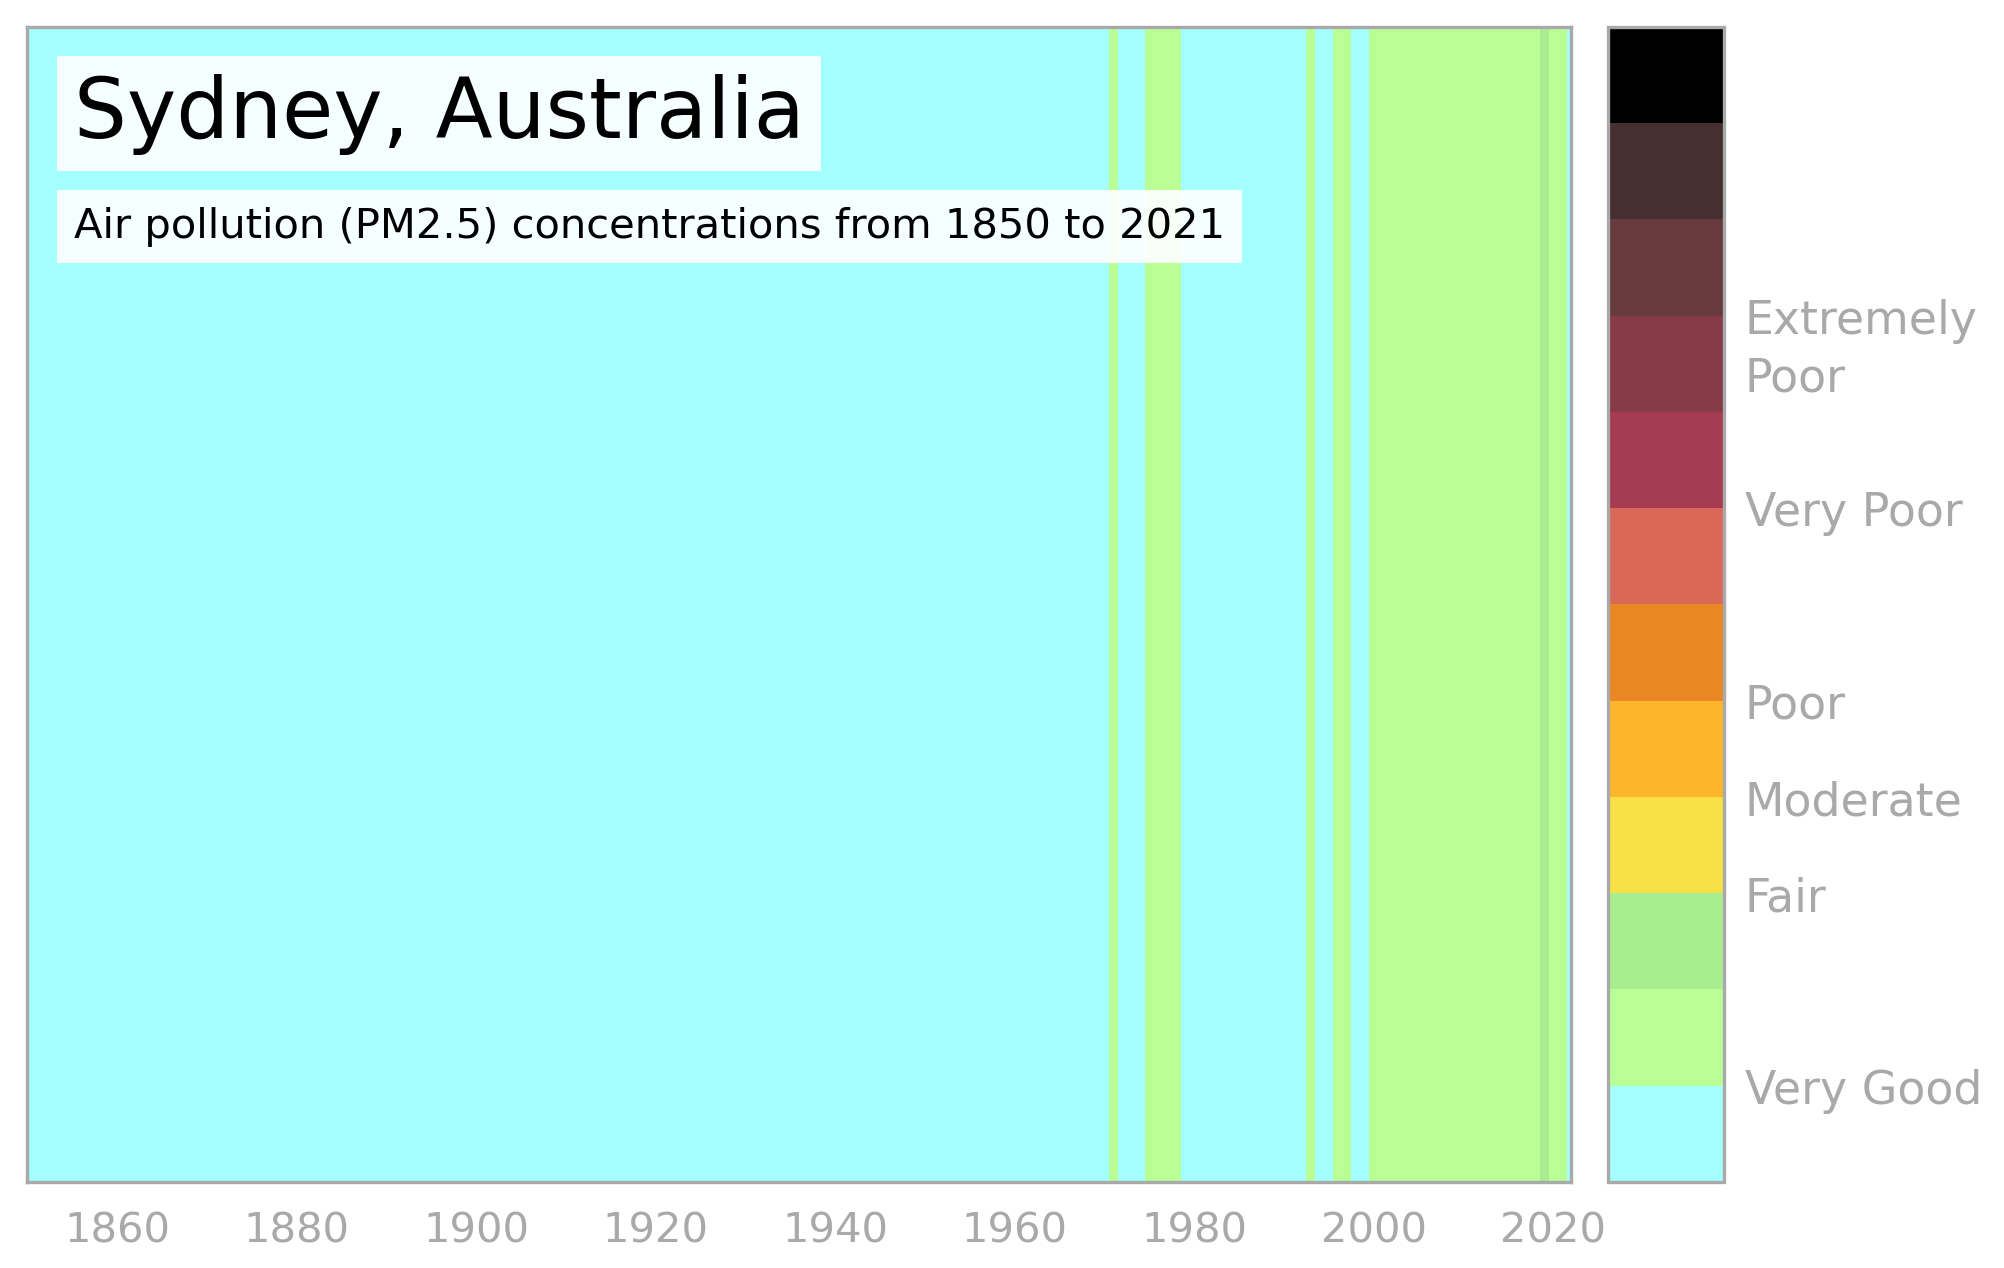 Sydney, Australia
Air pollution (PM2.5) concentrations from 1850 to 2021
Extremely
Poor
Very Poor
Poor
Moderate
Fair
Very Good
1860 1880 1900 1920 1940 1960 1980 2000 2020